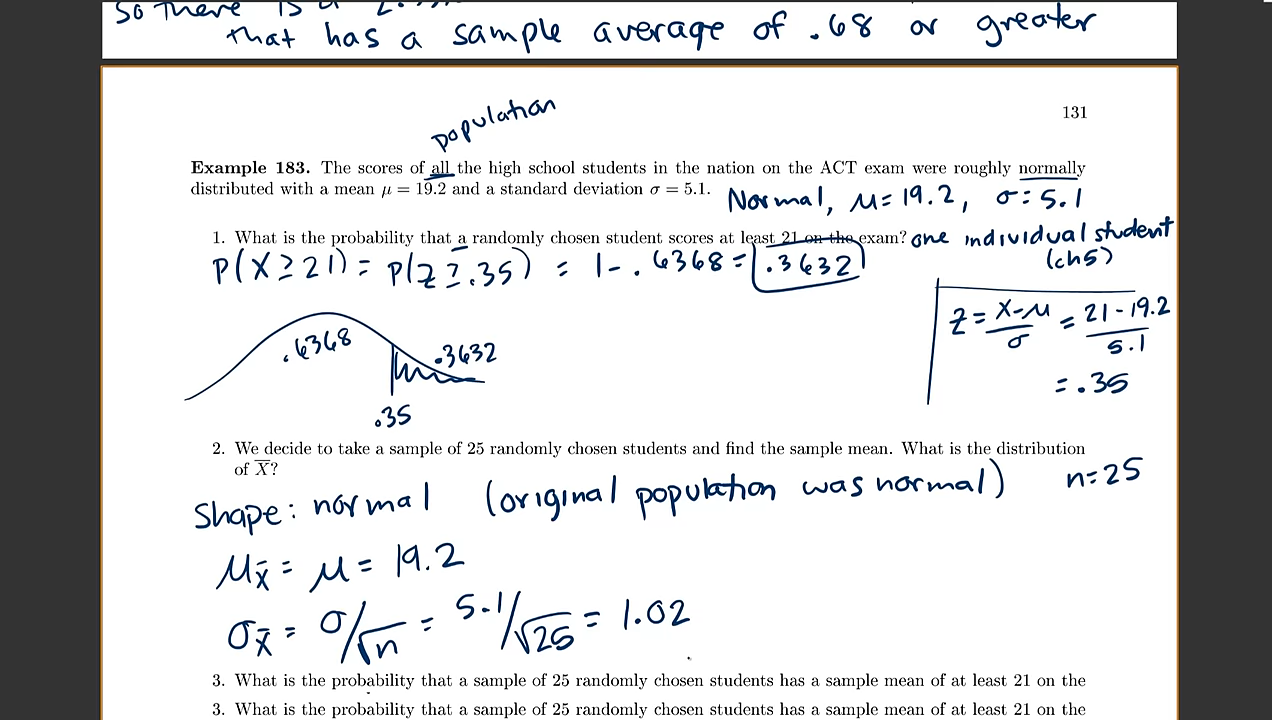 So there is a 2.
that has a sample average of .68 or greater
131
population
Example 183. The scores of all the high school students in the nation on the ACT exam were roughly normally
distributed with a mean μ = 19.2 and a standard deviation σ = 5.1.
Normal, μ = 19.2, σ = 5.1
1. What is the probability that a randomly chosen student scores at least 21 on the exam? one individual student
(ch5)
P(X ≥ 21) = P(Z ≥ .35) = 1 - .6368 = .3632
Z = X-μ/σ = 21-19.2/5.1
= .35
.6368
.3632
.35
2. We decide to take a sample of 25 randomly chosen students and find the sample mean. What is the distribution
of X̅?
n=25
Shape: normal (original population was normal)
μx̄ = μ = 19.2
σx̄ = σ/√n = 5.1/√25 = 1.02
3. What is the probability that a sample of 25 randomly chosen students has a sample mean of at least 21 on the
3. What is the probability that a sample of 25 randomly chosen students has a sample mean of at least 21 on the